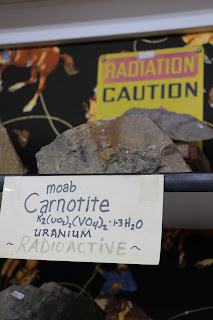 RADIATION
CAUTION
moab
Carnotite
K2(UO2)2(VO4)2·1-3H2O
URANIUM
~ RADIOACTIVE ~